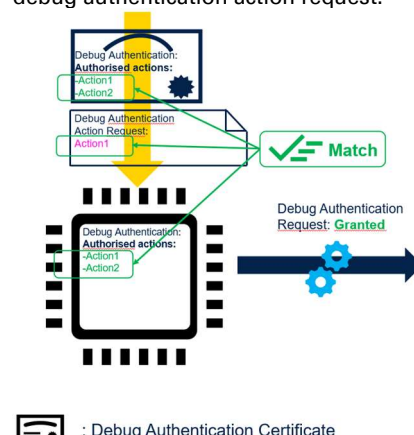 debug authentication action request.
Debug Authentication:
Authorised actions:
-Action1
-Action2
Debug Authentication
Action Request:
Action1
Match
Debug Authentication:
Authorised actions:
-Action1
-Action2
Debug Authentication
Request: Granted
: Debug Authentication Certificate